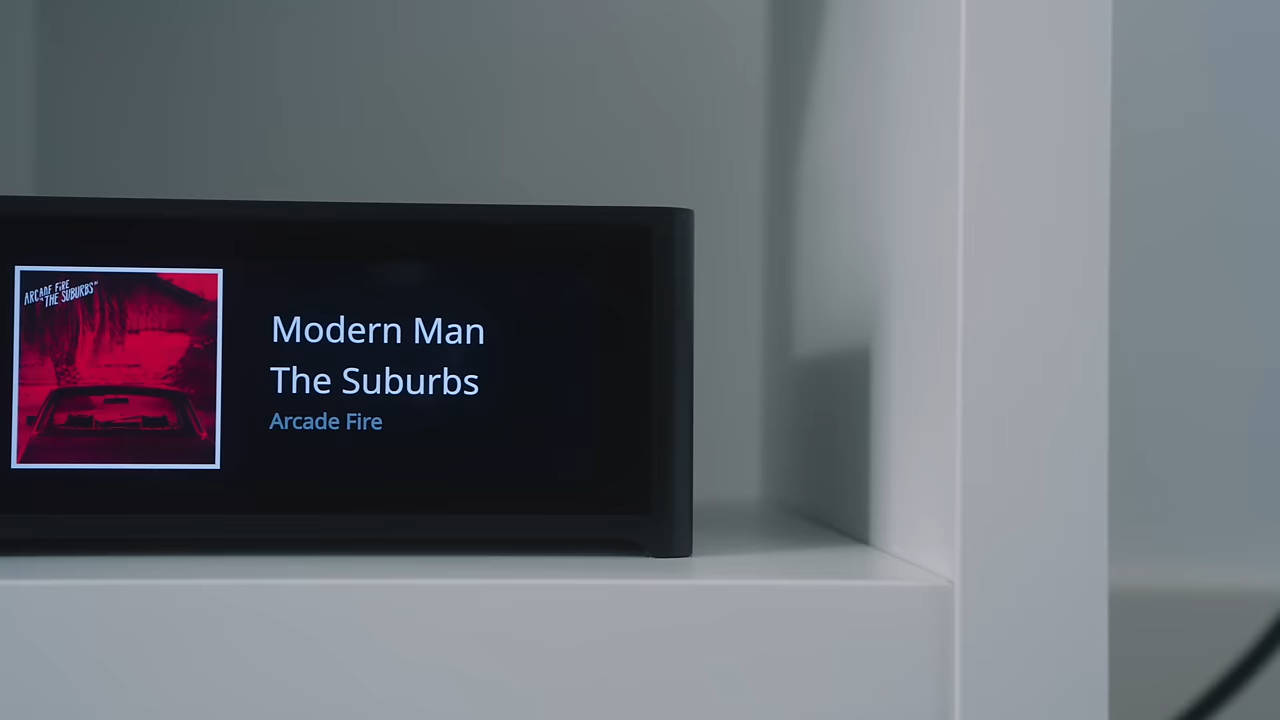 ARCADE FIRE
"THE SUBURBS"
Modern Man
The Suburbs
Arcade Fire